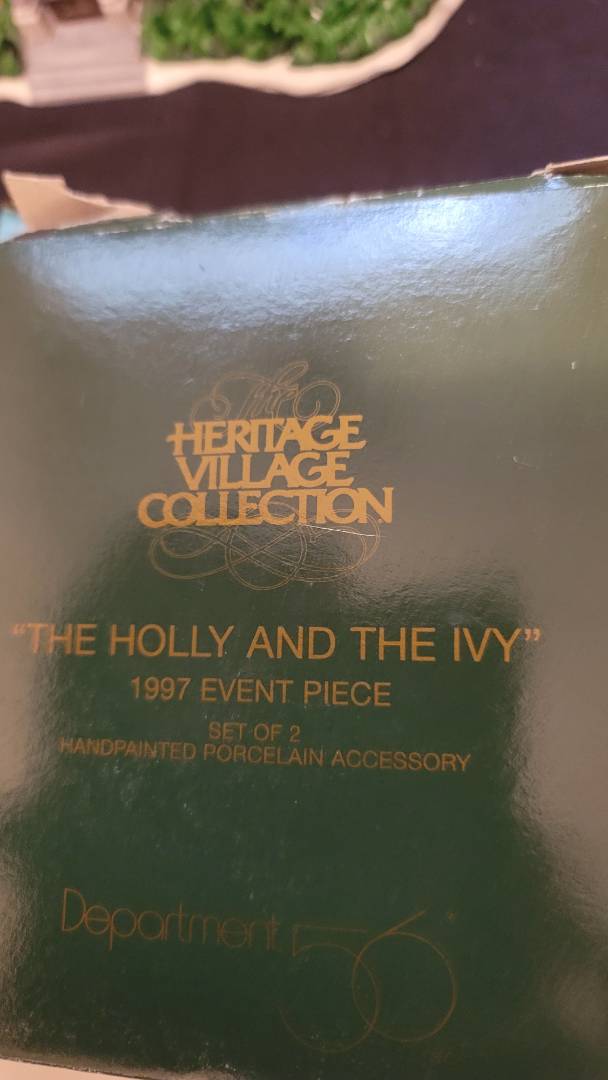 The
HERITAGE
VILLAGE
COLLECTION
“THE HOLLY AND THE IVY”
1997 EVENT PIECE
SET OF 2
HANDPAINTED PORCELAIN ACCESSORY
Department 56